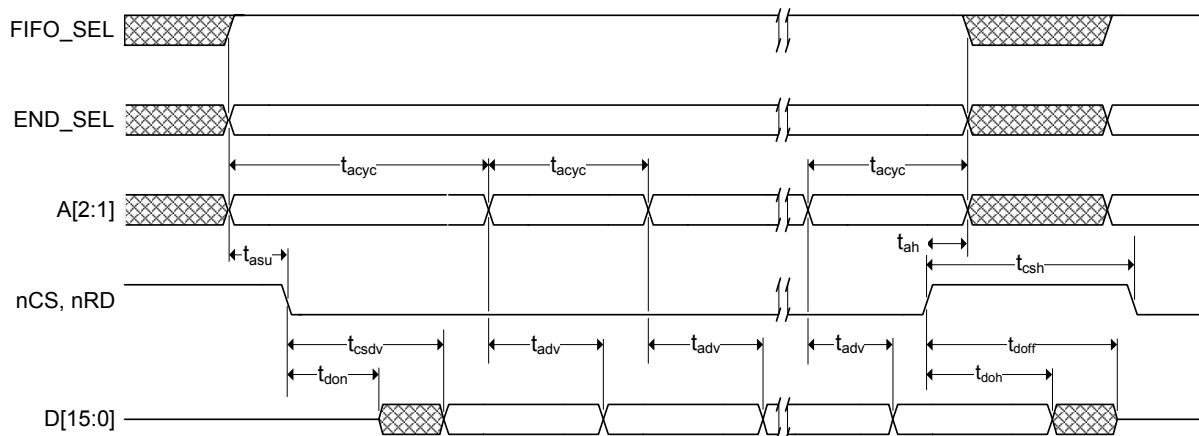 FIFO_SEL
END_SEL
tacyc tacyc tacyc
A[2:1]
tasu tah
tcsh
nCS, nRD
tcsdv tadv tadv tadv tdoff
tdon tdoh
D[15:0]